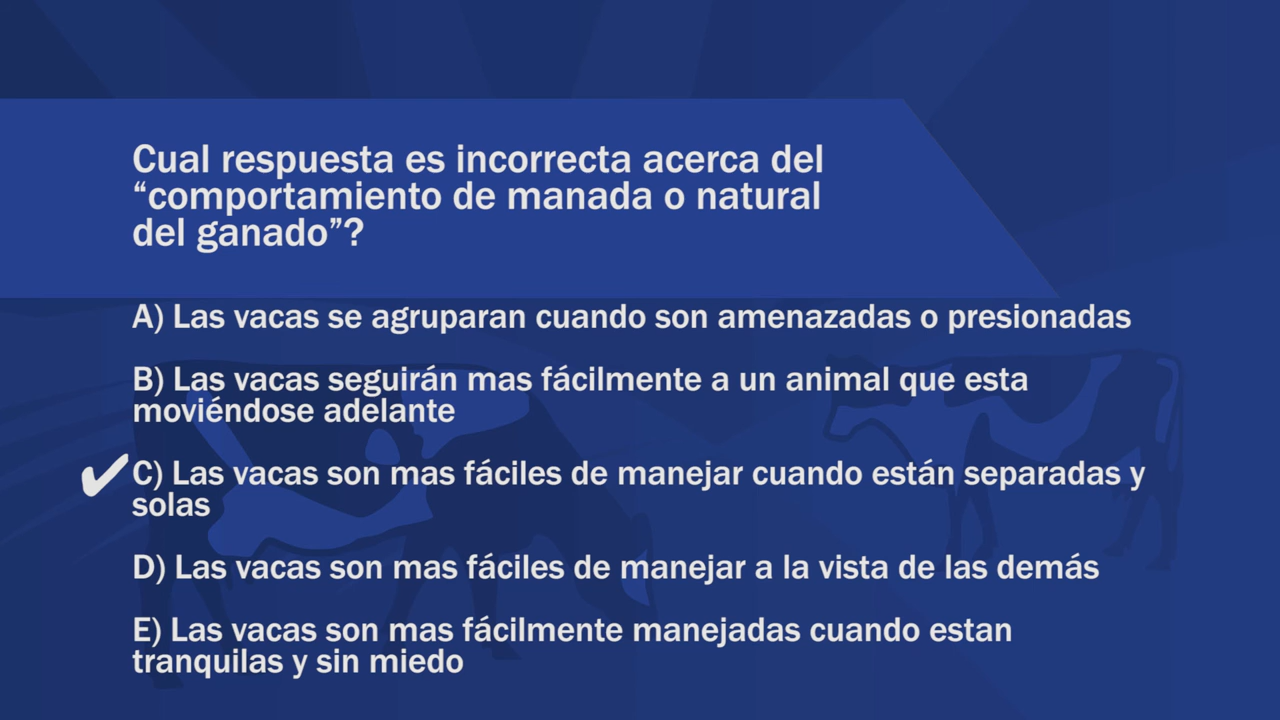 Cual respuesta es incorrecta acerca del
“comportamiento de manada o natural
del ganado”?
A) Las vacas se agruparan cuando son amenazadas o presionadas
B) Las vacas seguirán mas fácilmente a un animal que esta
moviéndose adelante
✔C) Las vacas son mas fáciles de manejar cuando están separadas y
solas
D) Las vacas son mas fáciles de manejar a la vista de las demás
E) Las vacas son mas fácilmente manejadas cuando estan
tranquilas y sin miedo